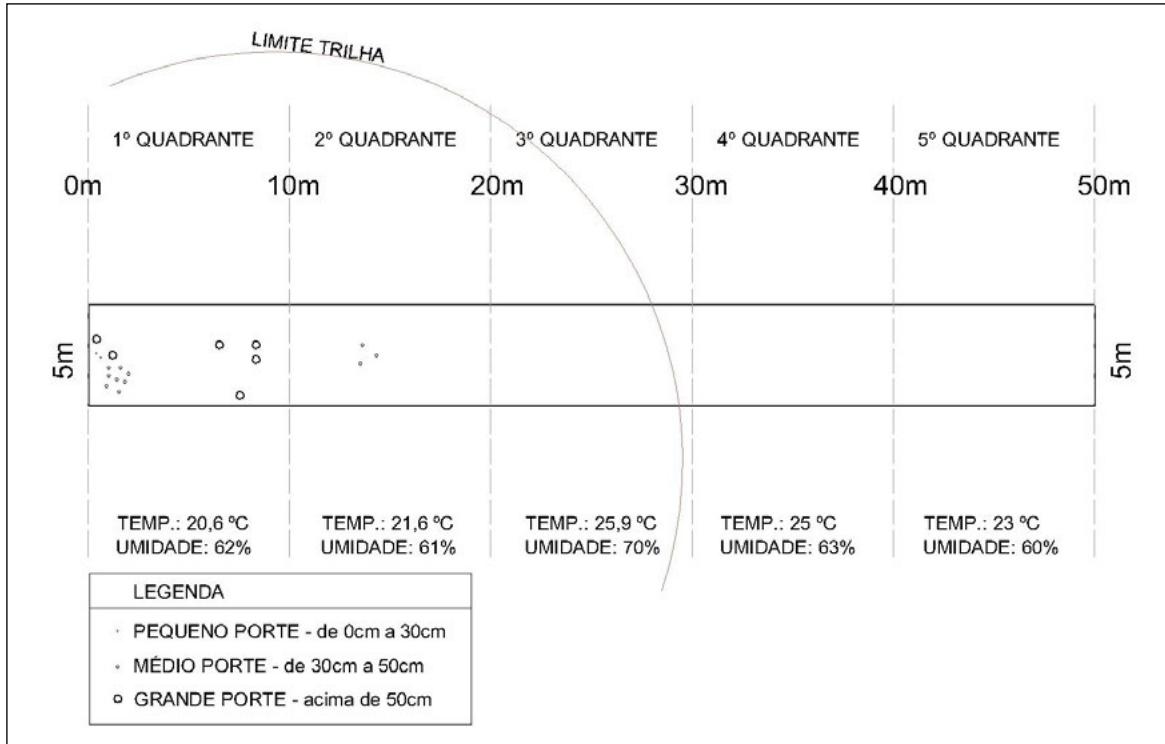 LIMITE TRILHA
1º QUADRANTE 2º QUADRANTE 3º QUADRANTE 4º QUADRANTE 5º QUADRANTE
0m 10m 20m 30m 40m 50m
5m 5m
TEMP.: 20,6 ºC TEMP.: 21,6 ºC TEMP.: 25,9 ºC TEMP.: 25 ºC TEMP.: 23 ºC
UMIDADE: 62% UMIDADE: 61% UMIDADE: 70% UMIDADE: 63% UMIDADE: 60%
LEGENDA
PEQUENO PORTE - de 0cm a 30cm
MÉDIO PORTE - de 30cm a 50cm
GRANDE PORTE - acima de 50cm